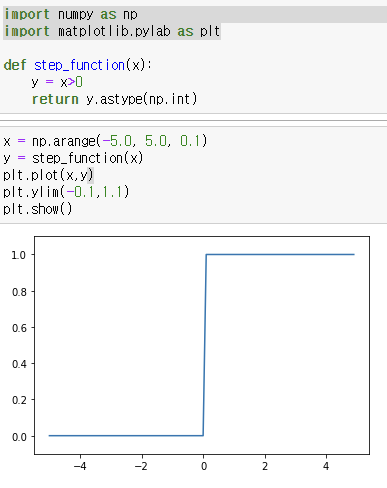 import numpy as np
import matplotlib.pylab as plt
def step_function(x):
y = x>0
return y.astype(np.int)
x = np.arange(-5.0, 5.0, 0.1)
y = step_function(x)
plt.plot(x,y)
plt.ylim(-0.1,1.1)
plt.show()
1.0
0.8
0.6
0.4
0.2
0.0
−4 −2 0 2 4